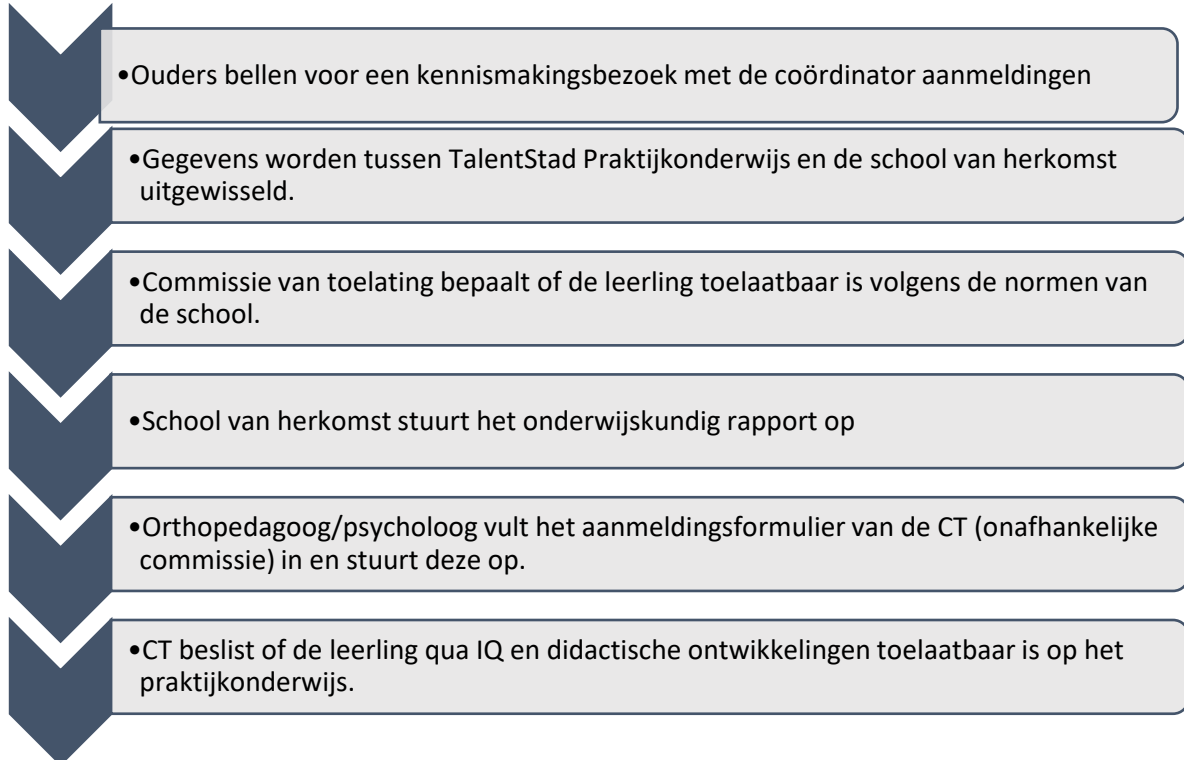 •Ouders bellen voor een kennismakingsbezoek met de coördinator aanmeldingen
•Gegevens worden tussen TalentStad Praktijkonderwijs en de school van herkomst
uitgewisseld.
•Commissie van toelating bepaalt of de leerling toelaatbaar is volgens de normen van
de school.
•School van herkomst stuurt het onderwijskundig rapport op
•Orthopedagoog/psycholoog vult het aanmeldingsformulier van de CT (onafhankelijke
commissie) in en stuurt deze op.
•CT beslist of de leerling qua IQ en didactische ontwikkelingen toelaatbaar is op het
praktijkonderwijs.